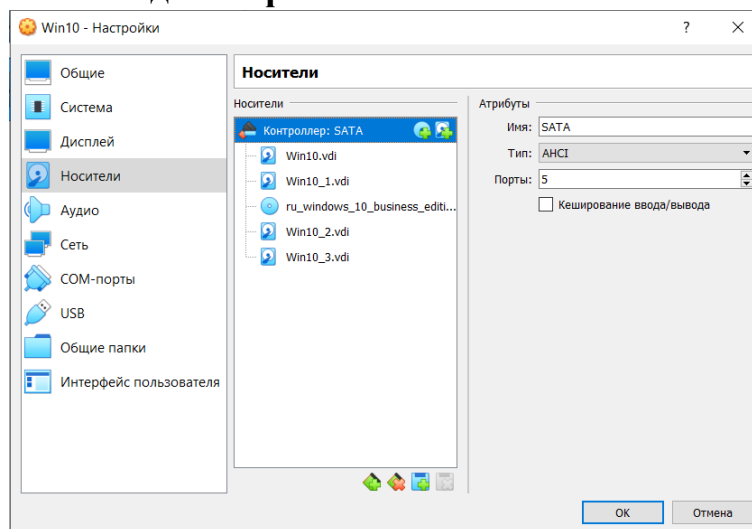 Win10 - Настройки
?
Общие
Система
Дисплей
Носители
Аудио
Сеть
COM-порты
USB
Общие папки
Интерфейс пользователя
Носители
Носители
Контроллер: SATA
Win10.vdi
Win10_1.vdi
ru_windows_10_business_editi...
Win10_2.vdi
Win10_3.vdi
Атрибуты
Имя: SATA
Тип: AHCI
Порты: 5
Кеширование ввода/вывода
OK
Отмена